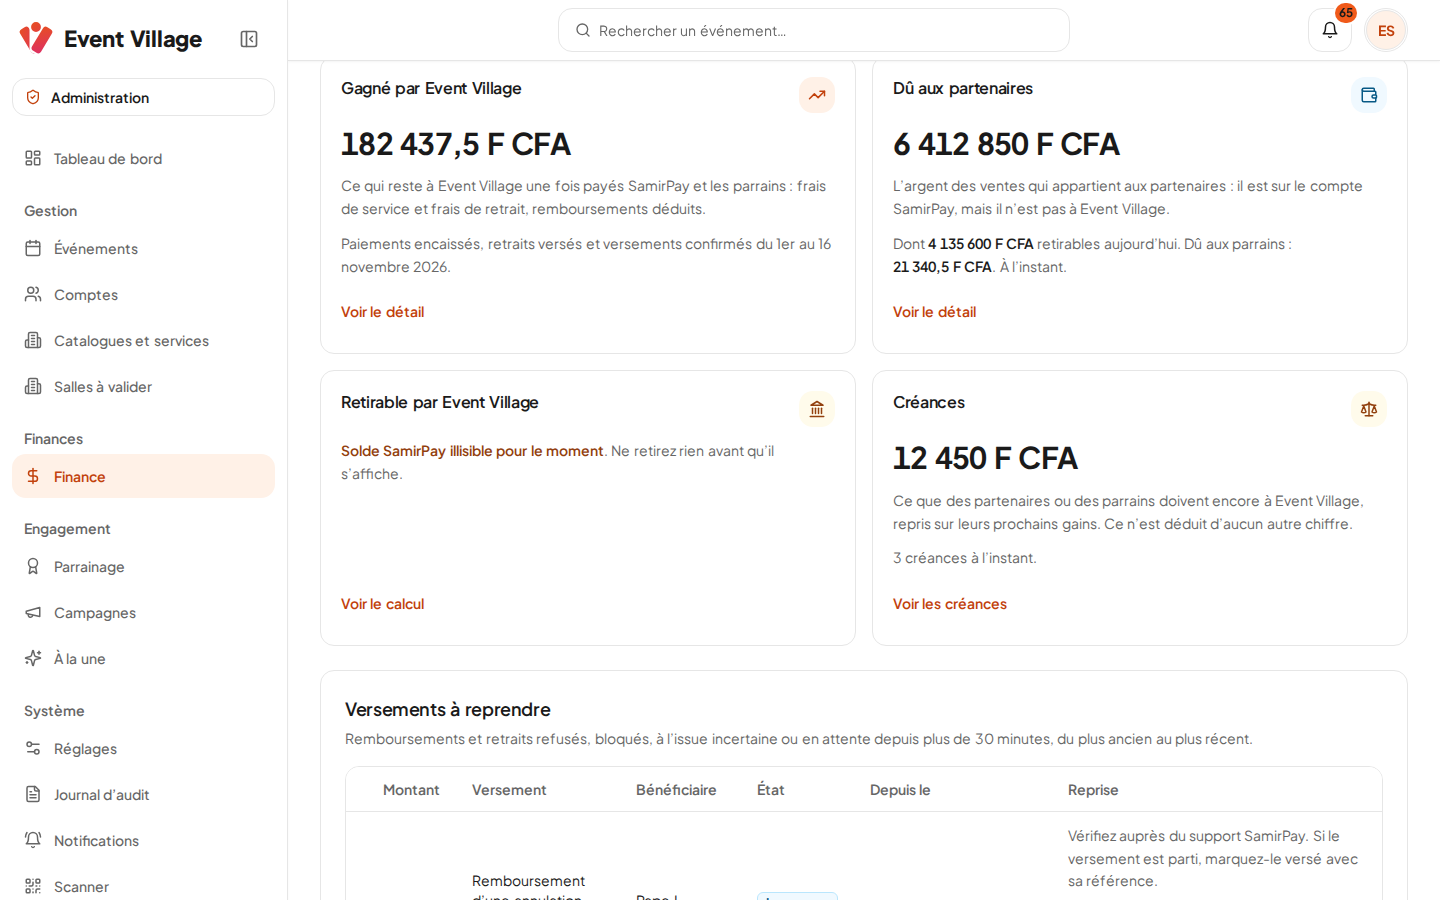 Event Village
Administration
Tableau de bord
Gestion
Événements
Comptes
Catalogues et services
Salles à valider
Finances
Finance
Engagement
Parrainage
Campagnes
À la une
Système
Réglages
Journal d’audit
Notifications
Scanner
Rechercher un événement…
65
ES
Gagné par Event Village
182 437,5 F CFA
Ce qui reste à Event Village une fois payés SamirPay et les parrains : frais
de service et frais de retrait, remboursements déduits.
Paiements encaissés, retraits versés et versements confirmés du 1er au 16
novembre 2026.
Voir le détail
Dû aux partenaires
6 412 850 F CFA
L’argent des ventes qui appartient aux partenaires : il est sur le compte
SamirPay, mais il n’est pas à Event Village.
Dont 4 135 600 F CFA retirables aujourd’hui. Dû aux parrains :
21 340,5 F CFA. À l’instant.
Voir le détail
Retirable par Event Village
Solde SamirPay illisible pour le moment. Ne retirez rien avant qu’il
s’affiche.
Voir le calcul
Créances
12 450 F CFA
Ce que des partenaires ou des parrains doivent encore à Event Village,
repris sur leurs prochains gains. Ce n’est déduit d’aucun autre chiffre.
3 créances à l’instant.
Voir les créances
Versements à reprendre
Remboursements et retraits refusés, bloqués, à l’issue incertaine ou en attente depuis plus de 30 minutes, du plus ancien au plus récent.
Montant Versement Bénéficiaire État Depuis le Reprise
Vérifiez auprès du support SamirPay. Si le
versement est parti, marquez-le versé avec
sa référence.
Remboursement